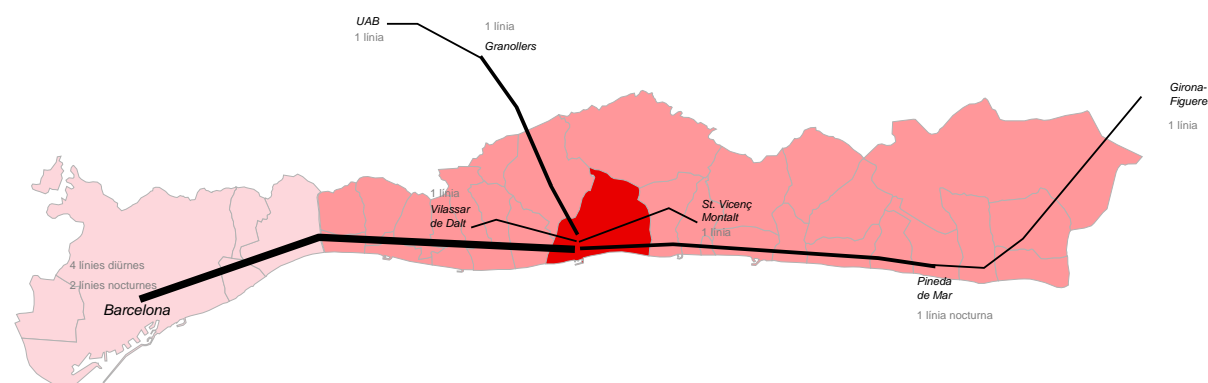 UAB
1 línia
1 línia
Granollers
Girona-
Figuere
1 línia
1 línia
Vilassar
de Dalt
St. Vicenç
Montalt
1 línia
4 línies diürnes
2 línies nocturnes
Barcelona
Pineda
de Mar
1 línia nocturna